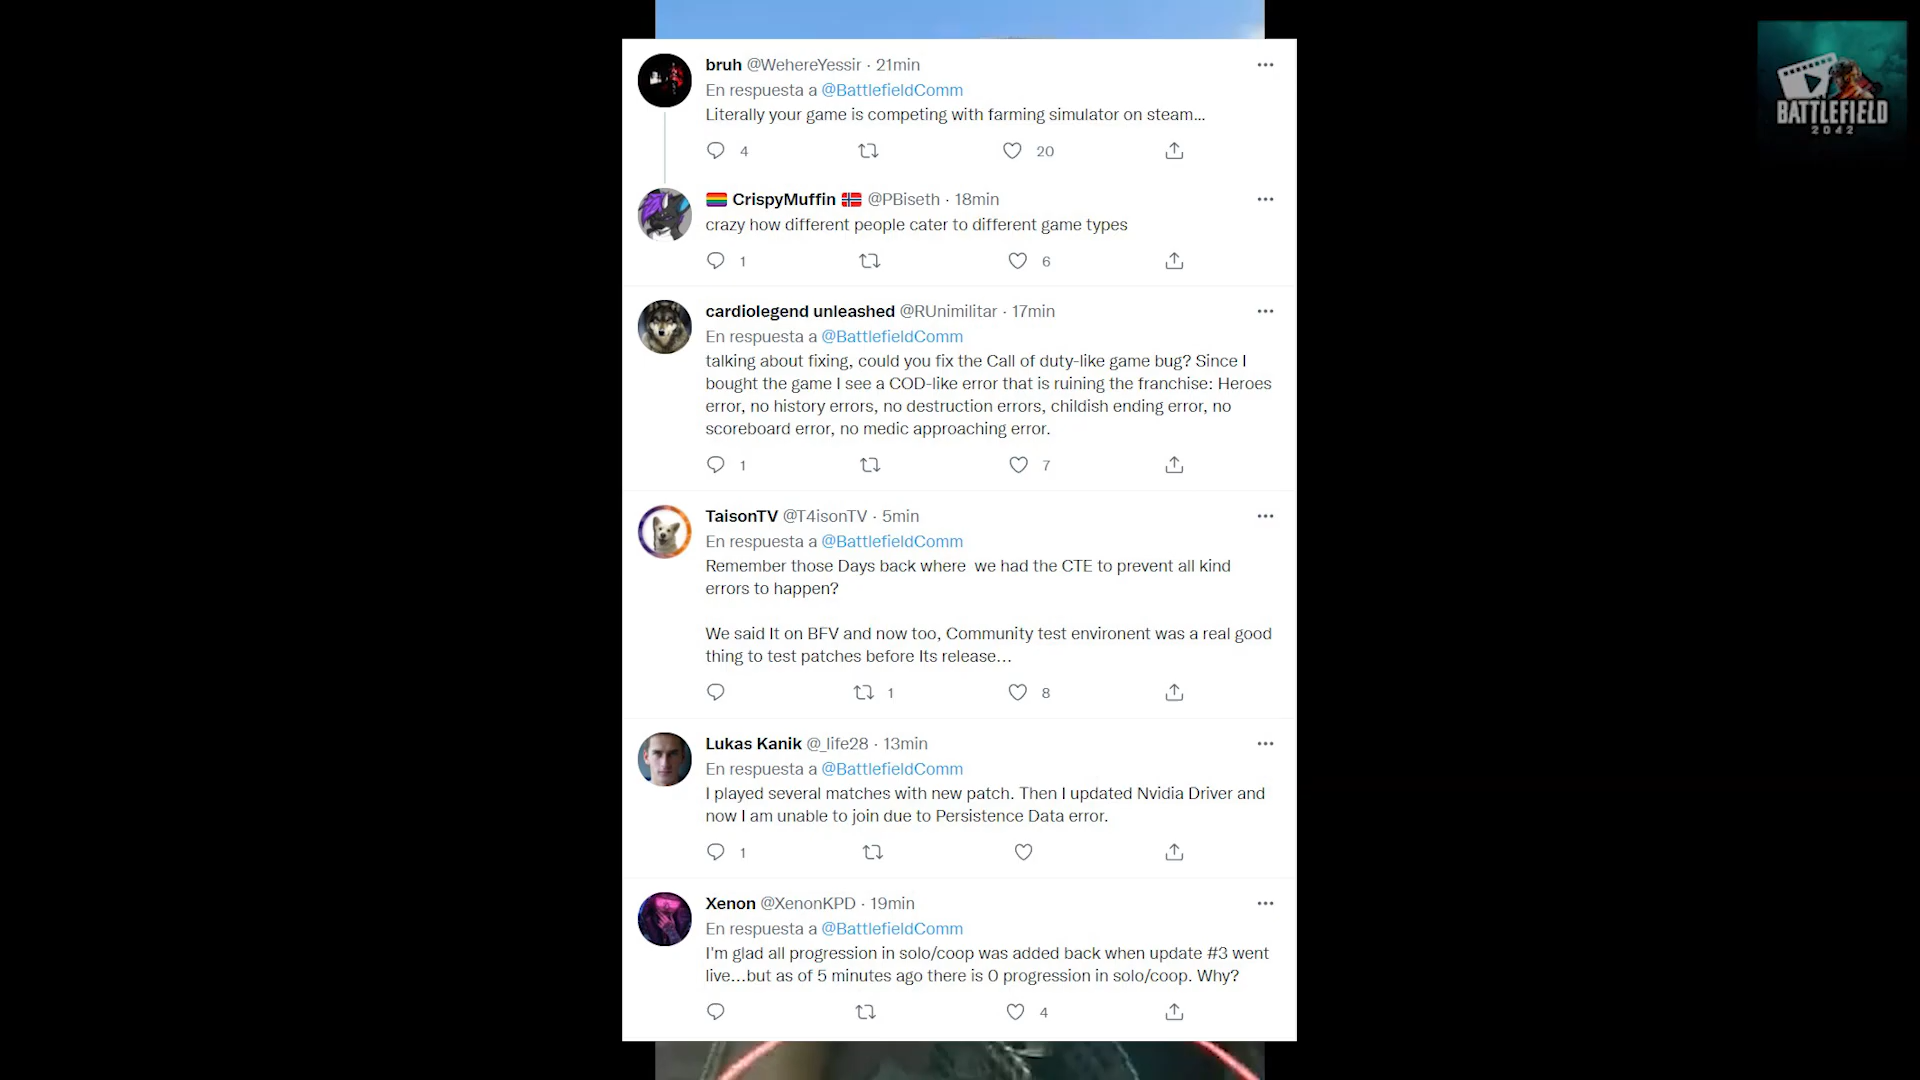 bruh @WehereYessir · 21min
En respuesta a @BattlefieldComm
Literally your game is competing with farming simulator on steam...
4 20
CrispyMuffin @PBiseth · 18min
crazy how different people cater to different game types
1 6
cardiolegend unleashed @RUnimilitar · 17min
En respuesta a @BattlefieldComm
talking about fixing, could you fix the Call of duty-like game bug? Since I
bought the game I see a COD-like error that is ruining the franchise: Heroes
error, no history errors, no destruction errors, childish ending error, no
scoreboard error, no medic approaching error.
1 7
TaisonTV @T4isonTV · 5min
En respuesta a @BattlefieldComm
Remember those Days back where we had the CTE to prevent all kind
errors to happen?
We said It on BFV and now too, Community test environent was a real good
thing to test patches before Its release...
1 8
Lukas Kanik @_life28 · 13min
En respuesta a @BattlefieldComm
I played several matches with new patch. Then I updated Nvidia Driver and
now I am unable to join due to Persistence Data error.
1
Xenon @XenonKPD · 19min
En respuesta a @BattlefieldComm
I'm glad all progression in solo/coop was added back when update #3 went
live...but as of 5 minutes ago there is 0 progression in solo/coop. Why?
4
BATTLEFIELD
2042